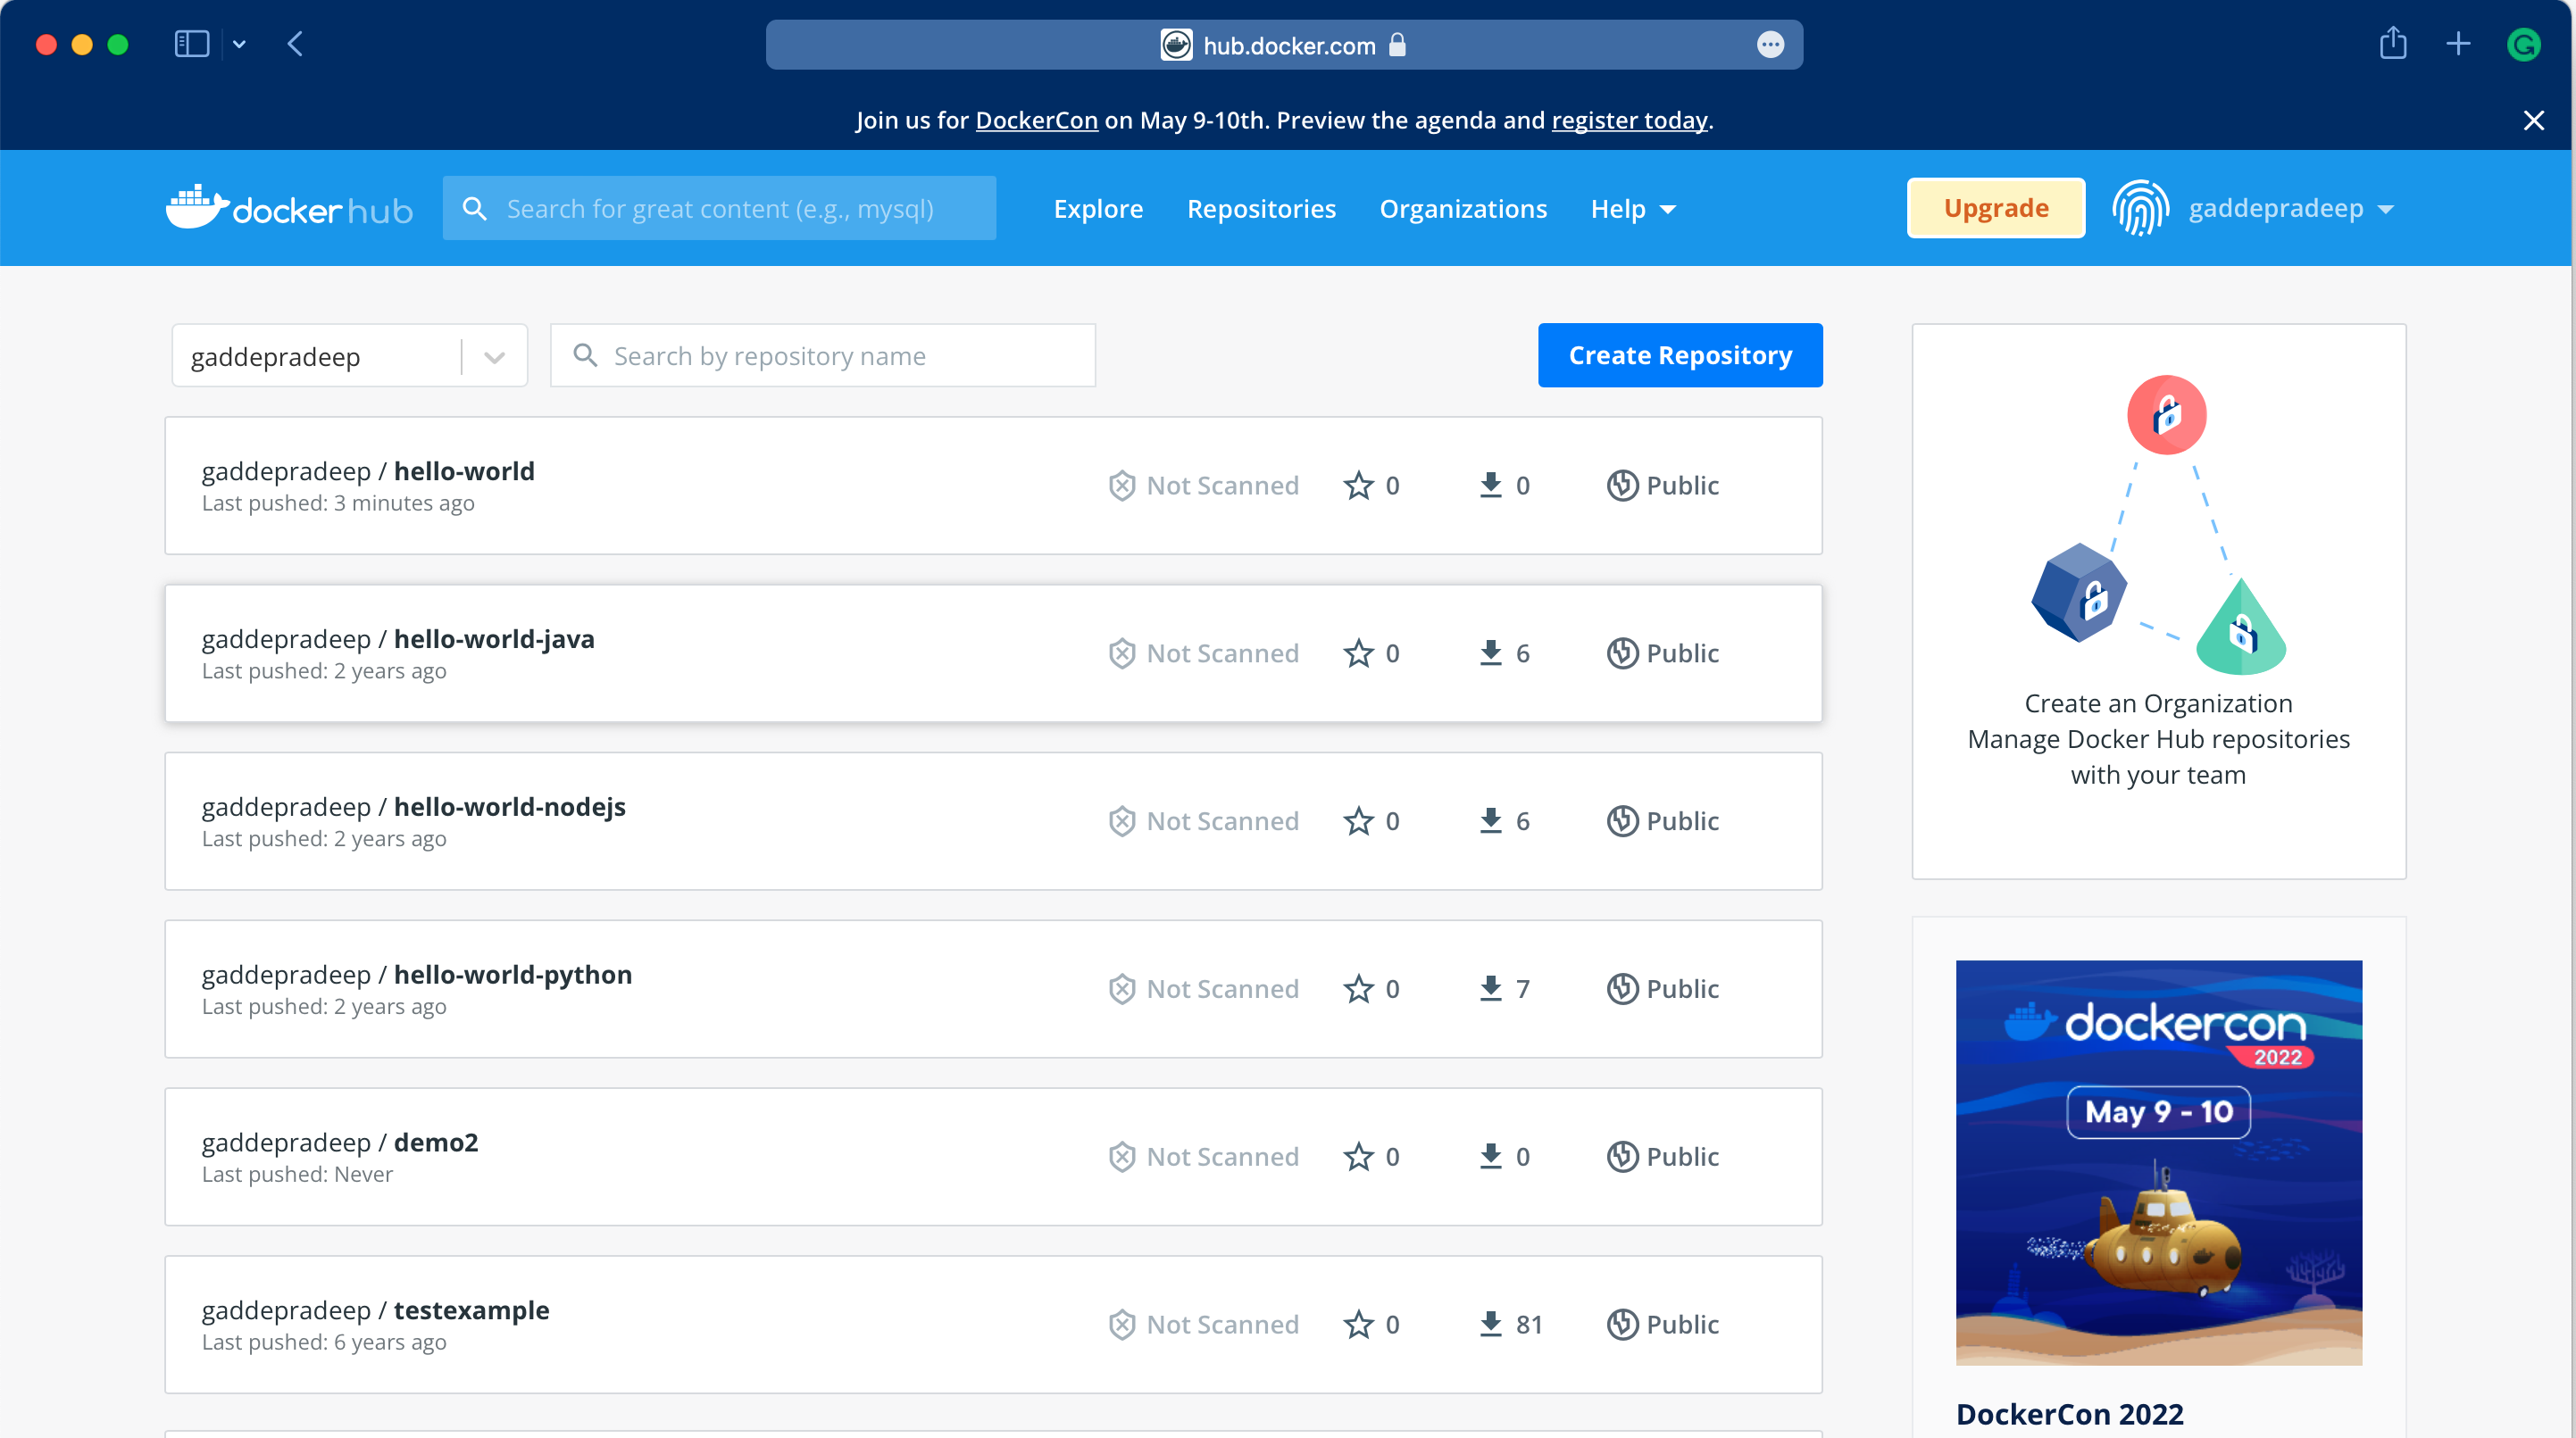 hub.docker.com
Join us for DockerCon on May 9-10th. Preview the agenda and register today.
docker hub
Search for great content (e.g., mysql)
Explore
Repositories
Organizations
Help
Upgrade
gaddepradeep
gaddepradeep
Search by repository name
Create Repository
gaddepradeep / hello-world
Last pushed: 3 minutes ago
Not Scanned
0
0
Public
gaddepradeep / hello-world-java
Last pushed: 2 years ago
Not Scanned
0
6
Public
gaddepradeep / hello-world-nodejs
Last pushed: 2 years ago
Not Scanned
0
6
Public
gaddepradeep / hello-world-python
Last pushed: 2 years ago
Not Scanned
0
7
Public
gaddepradeep / demo2
Last pushed: Never
Not Scanned
0
0
Public
gaddepradeep / testexample
Last pushed: 6 years ago
Not Scanned
0
81
Public
Create an Organization
Manage Docker Hub repositories
with your team
dockercon
2022
May 9 - 10
DockerCon 2022